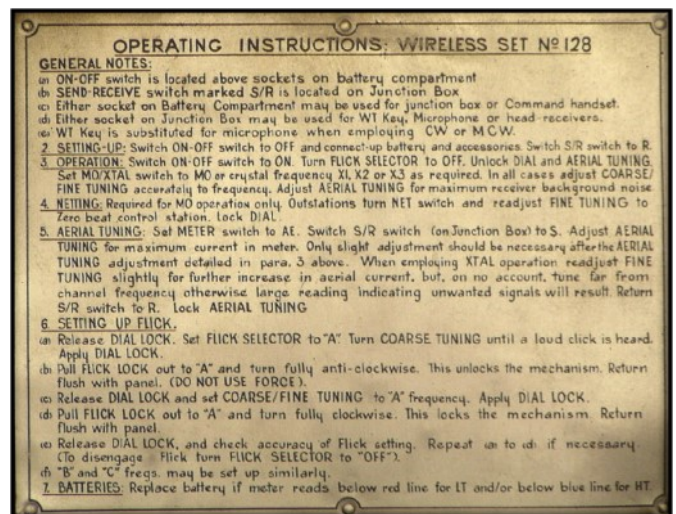 OPERATING INSTRUCTIONS; WIRELESS SET Nº 128
GENERAL NOTES:
(a) ON-OFF switch is located above sockets on battery compartment
(b) SEND-RECEIVE switch marked S/R is located on Junction Box
(c) Either socket on Battery Compartment may be used for junction box or Command handset.
(d) Either socket on Junction Box may be used for WT Key, Microphone or head-receivers.
(e) WT Key is substituted for microphone when employing CW or M.C.W.
2. SETTING-UP: Switch ON-OFF switch to OFF and connect-up battery and accessories. Switch S/R switch to R.
3. OPERATION: Switch ON-OFF switch to ON. Turn FLICK SELECTOR to OFF. Unlock DIAL and AERIAL TUNING.
Set MO/XTAL switch to MO or crystal frequency X1, X2 or X3 as required. In all cases adjust COARSE/
FINE TUNING accurately to frequency. Adjust AERIAL TUNING for maximum receiver background noise
4. NETTING: Required for MO operation only. Outstations turn NET switch and readjust FINE TUNING to
Zero beat control station. Lock DIAL.
5. AERIAL TUNING: Set METER switch to AE. Switch S/R switch (on Junction Box) to S. Adjust AERIAL
TUNING for maximum current in meter. Only slight adjustment should be necessary after the AERIAL
TUNING adjustment detailed in para. 3 above. When employing XTAL operation readjust FINE
TUNING slightly for further increase in aerial current, but, on no account, tune far from
channel frequency otherwise large reading indicating unwanted signals will result. Return
S/R switch to R. Lock AERIAL TUNING
6. SETTING UP FLICK.
(a) Release DIAL LOCK. Set FLICK SELECTOR to "A" Turn COARSE TUNING until a loud click is heard.
Apply DIAL LOCK.
(b) Pull FLICK LOCK out to "A" and turn fully anti-clockwise. This unlocks the mechanism. Return
flush with panel. (DO NOT USE FORCE).
(c) Release DIAL LOCK and set COARSE/FINE TUNING to "A" frequency. Apply DIAL LOCK.
(d) Pull FLICK LOCK out to "A" and turn fully clockwise. This locks the mechanism. Return
flush with panel.
(e) Release DIAL LOCK, and check accuracy of Flick setting. Repeat (a) to (d) if necessary.
(To disengage Flick turn FLICK SELECTOR to "OFF").
(f) "B" and "C" freqs. may be set up similarly.
7. BATTERIES: Replace battery if meter reads below red line for LT and/or below blue line for HT.